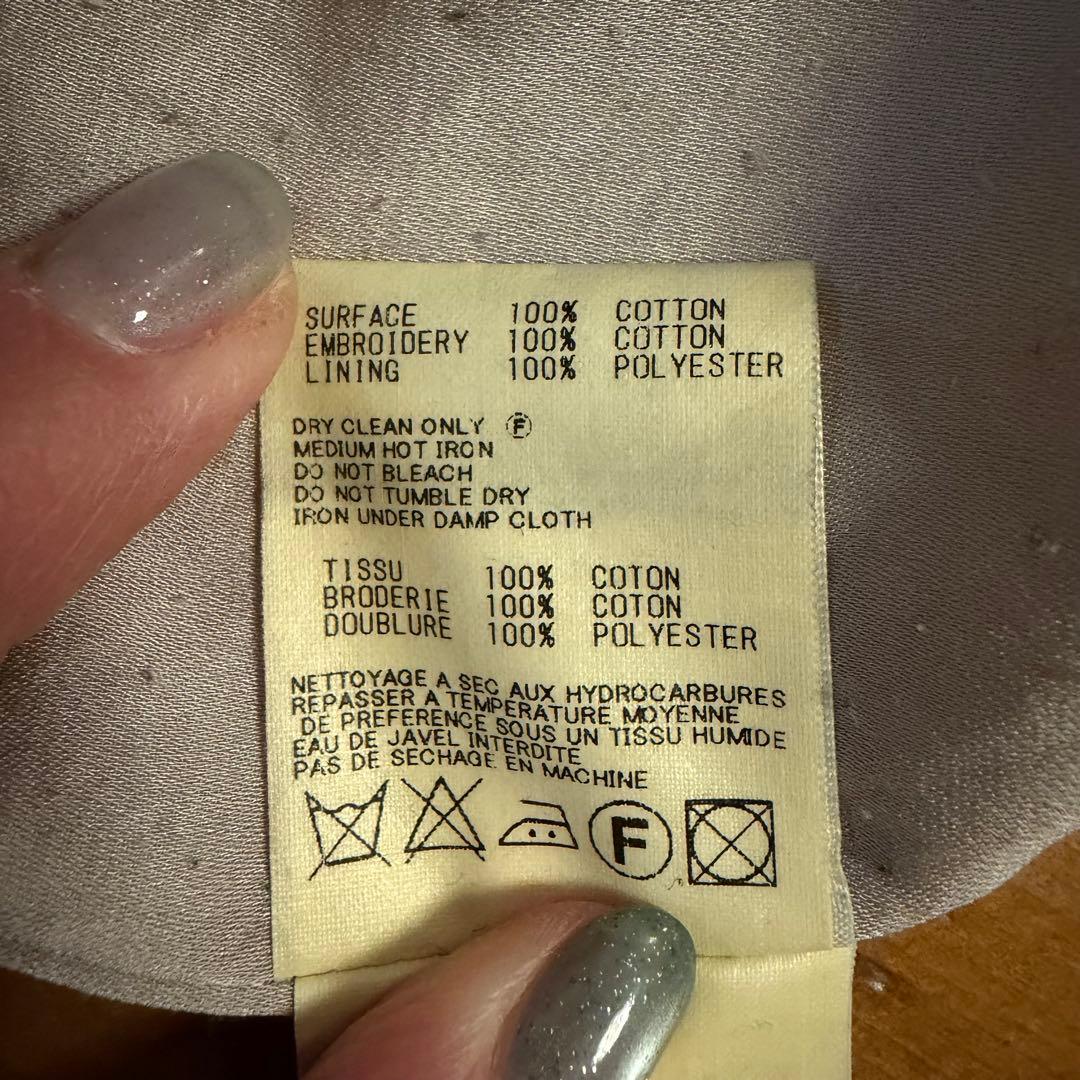 SURFACE 100% COTTON
EMBROIDERY 100% COTTON
LINING 100% POLYESTER
DRY CLEAN ONLY Ⓕ
MEDIUM HOT IRON
DO NOT BLEACH
DO NOT TUMBLE DRY
IRON UNDER DAMP CLOTH
TISSU 100% COTON
BRODERIE 100% COTON
DOUBLURE 100% POLYESTER
NETTOYAGE A SEC AUX HYDROCARBURES
REPASSER A TEMPERATURE MOYENNE
DE PREFERENCE SOUS UN TISSU HUMIDE
EAU DE JAVEL INTERDITE
PAS DE SECHAGE EN MACHINE
F